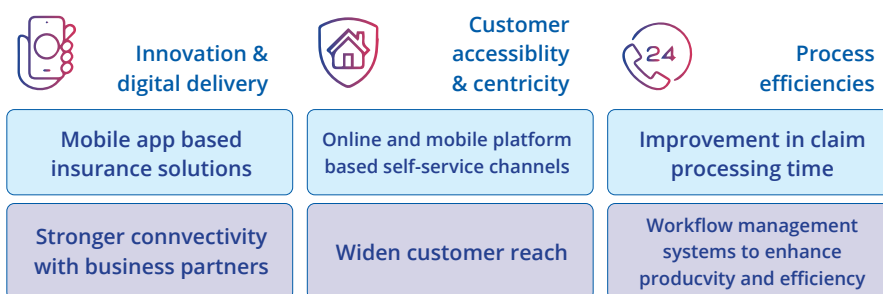 Innovation &
digital delivery
Customer
accessiblity
& centricity
24
Process
efficiencies
Mobile app based
insurance solutions
Online and mobile platform
based self-service channels
Improvement in claim
processing time
Stronger connvectivity
with business partners
Widen customer reach
Workflow management
systems to enhance
producvity and efficiency